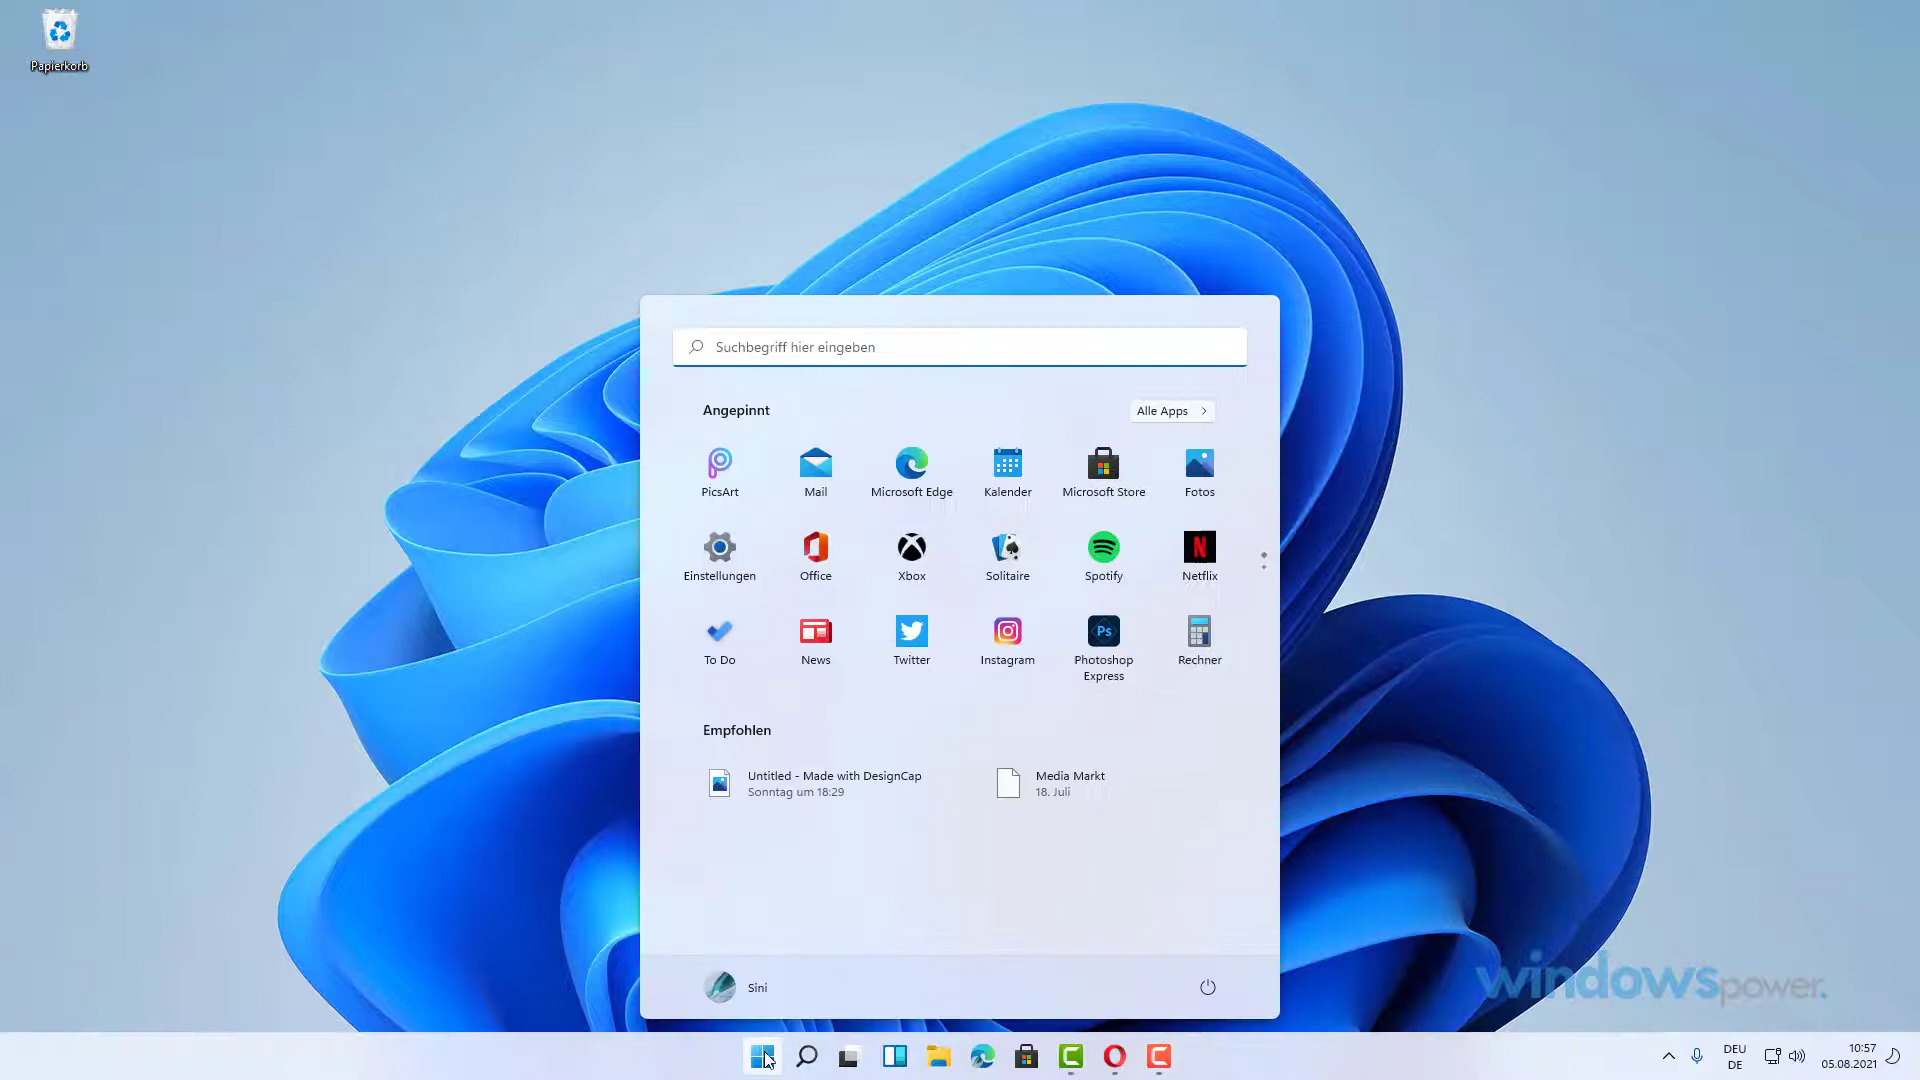 Papierkorb
Suchbegriff hier eingeben
Angepinnt
Alle Apps
PicsArt
Mail
Microsoft Edge
Kalender
Microsoft Store
Fotos
Einstellungen
Office
Xbox
Solitaire
Spotify
Netflix
To Do
News
Twitter
Instagram
Photoshop
Express
Rechner
Empfohlen
Untitled - Made with DesignCap
Sonntag um 18:29
Media Markt
18. Juli
Sini
windowspower.
DEU
DE
10:57
05.08.2021